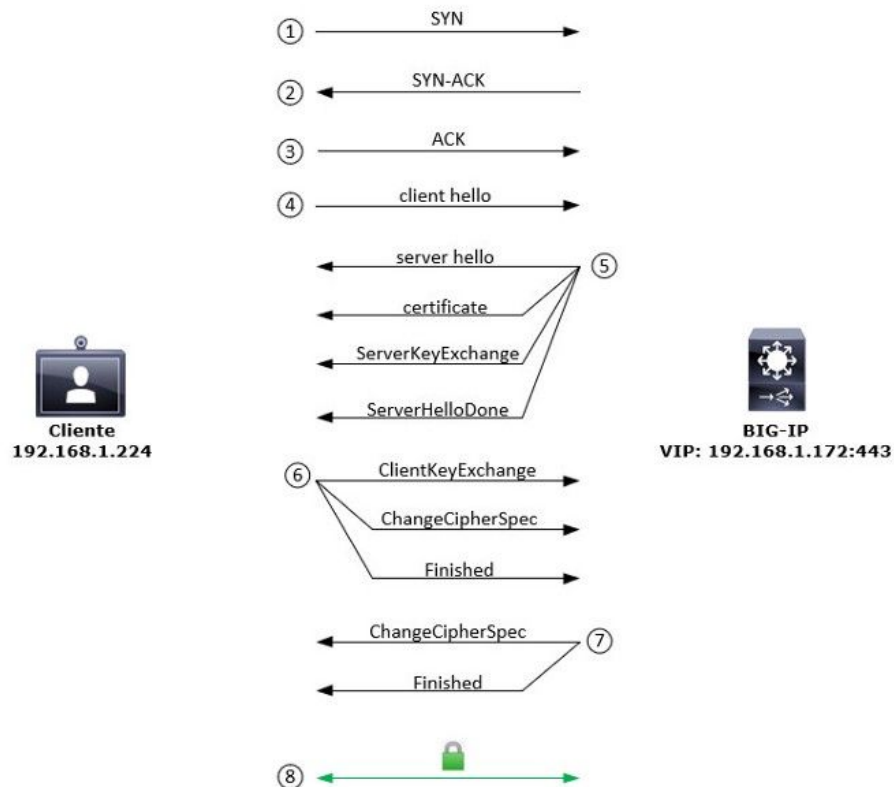 ① SYN
② SYN-ACK
③ ACK
④ client hello
server hello ⑤
certificate
ServerKeyExchange
ServerHelloDone
Cliente
192.168.1.224
BIG-IP
VIP: 192.168.1.172:443
⑥ ClientKeyExchange
ChangeCipherSpec
Finished
ChangeCipherSpec ⑦
Finished
⑧